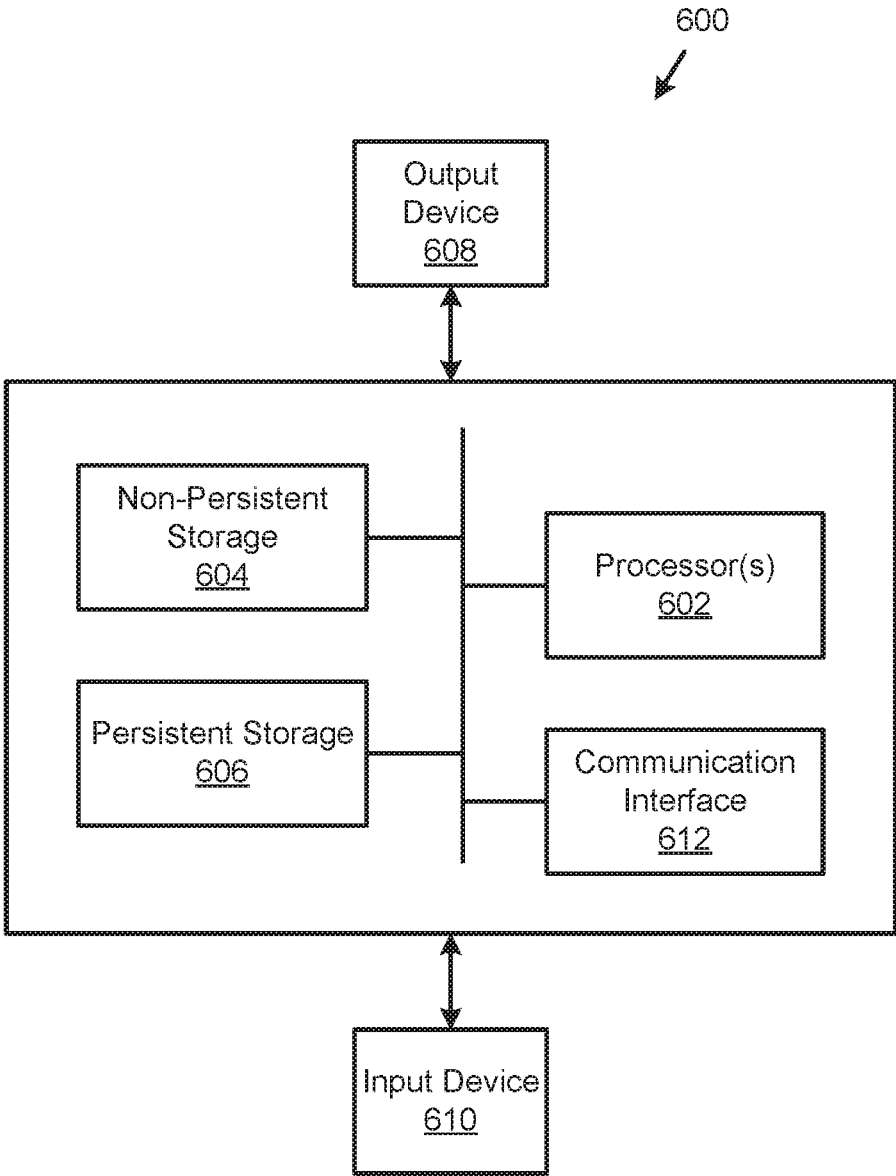 600
Output
Device
608
Non-Persistent
Storage
604
Processor(s)
602
Persistent Storage
606
Communication
Interface
612
Input Device
610